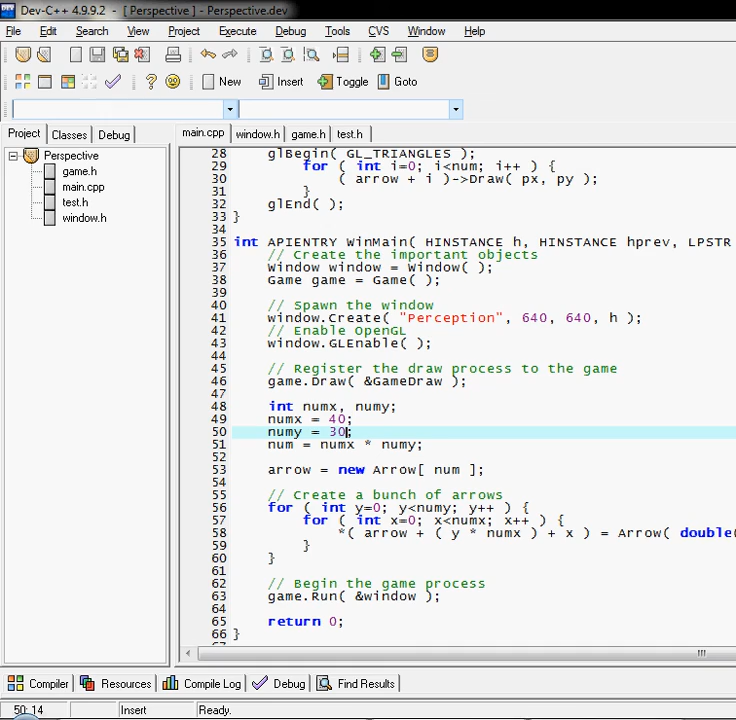 Dev-C++ 4.9.9.2 - [ Perspective ] - Perspective.dev
File Edit Search View Project Execute Debug Tools CVS Window Help
New Insert Toggle Goto
Project Classes Debug main.cpp window.h game.h test.h
Perspective
game.h
main.cpp
test.h
window.h
28 glBegin( GL_TRIANGLES );
29 for ( int i=0; i<num; i++ ) {
30 ( arrow + i )->Draw( px, py );
31 }
32 glEnd( );
33 }
34
35 int APIENTRY WinMain( HINSTANCE h, HINSTANCE hprev, LPSTR
36 // Create the important objects
37 Window window = Window( );
38 Game game = Game( );
39
40 // Spawn the window
41 window.Create( "Perception", 640, 640, h );
42 // Enable OpenGL
43 window.GLEnable( );
44
45 // Register the draw process to the game
46 game.Draw( &GameDraw );
47
48 int numx, numy;
49 numx = 40;
50 numy = 30;
51 num = numx * numy;
52
53 arrow = new Arrow[ num ];
54
55 // Create a bunch of arrows
56 for ( int y=0; y<numy; y++ ) {
57 for ( int x=0; x<numx; x++ ) {
58 *( arrow + ( y * numx ) + x ) = Arrow( double(
59 }
60 }
61
62 // Begin the game process
63 game.Run( &window );
64
65 return 0;
66 }
Compiler Resources Compile Log Debug Find Results
50: 14 Insert Ready.